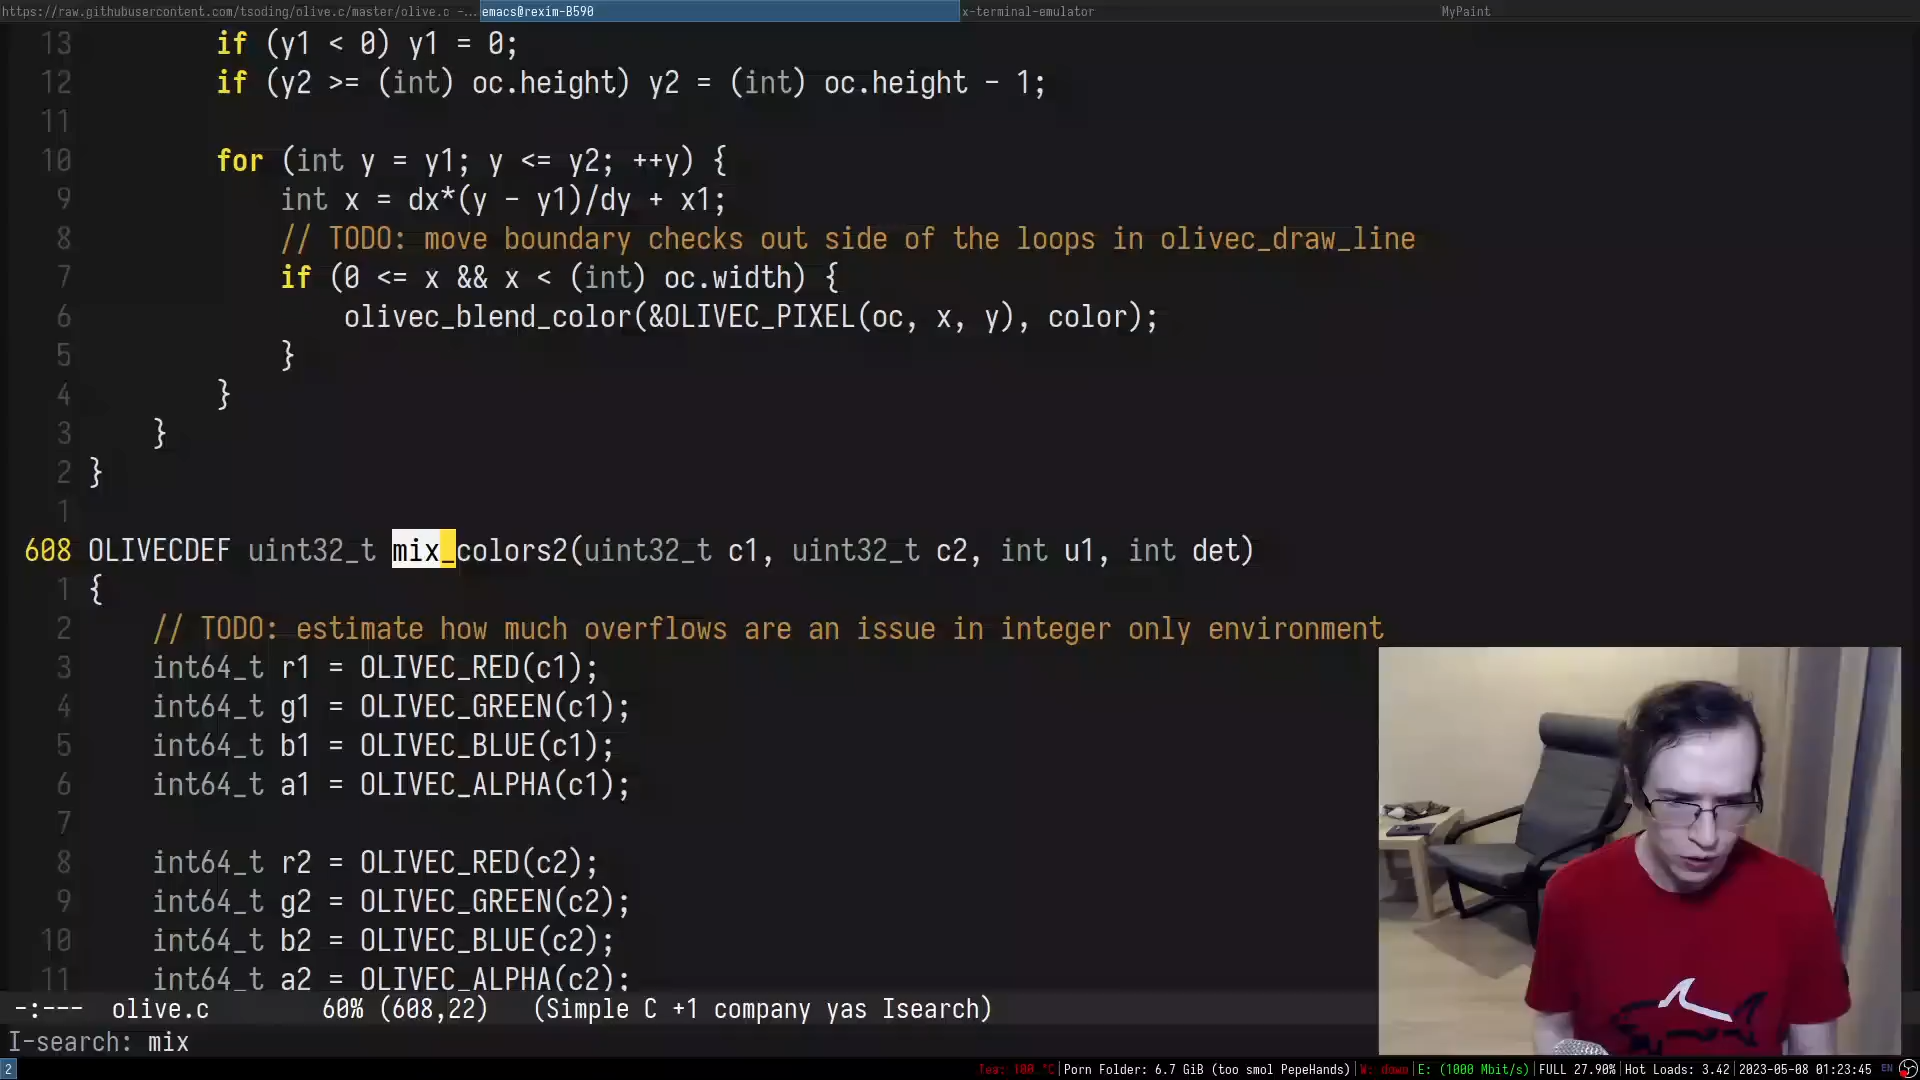 https://raw.githubusercontent.com/tsoding/olive.c/master/olive.c -... emacs@rexim-B590 x-terminal-emulator MyPaint
13 if (y1 < 0) y1 = 0;
12 if (y2 >= (int) oc.height) y2 = (int) oc.height - 1;
11
10 for (int y = y1; y <= y2; ++y) {
9 int x = dx*(y - y1)/dy + x1;
8 // TODO: move boundary checks out side of the loops in olivec_draw_line
7 if (0 <= x && x < (int) oc.width) {
6 olivec_blend_color(&OLIVEC_PIXEL(oc, x, y), color);
5 }
4 }
3 }
2 }
1
608 OLIVECDEF uint32_t mix_colors2(uint32_t c1, uint32_t c2, int u1, int det)
1 {
2 // TODO: estimate how much overflows are an issue in integer only environment
3 int64_t r1 = OLIVEC_RED(c1);
4 int64_t g1 = OLIVEC_GREEN(c1);
5 int64_t b1 = OLIVEC_BLUE(c1);
6 int64_t a1 = OLIVEC_ALPHA(c1);
7
8 int64_t r2 = OLIVEC_RED(c2);
9 int64_t g2 = OLIVEC_GREEN(c2);
10 int64_t b2 = OLIVEC_BLUE(c2);
11 int64_t a2 = OLIVEC_ALPHA(c2);
-:--- olive.c 60% (608,22) (Simple C +1 company yas Isearch)
I-search: mix
2 Tea: 100 °C|Porn Folder: 6.7 GiB (too smol PepeHands)|W: down|E: (1000 Mbit/s)|FULL 27.90%|Hot Loads: 3.42|2023-05-08 01:23:45 EN